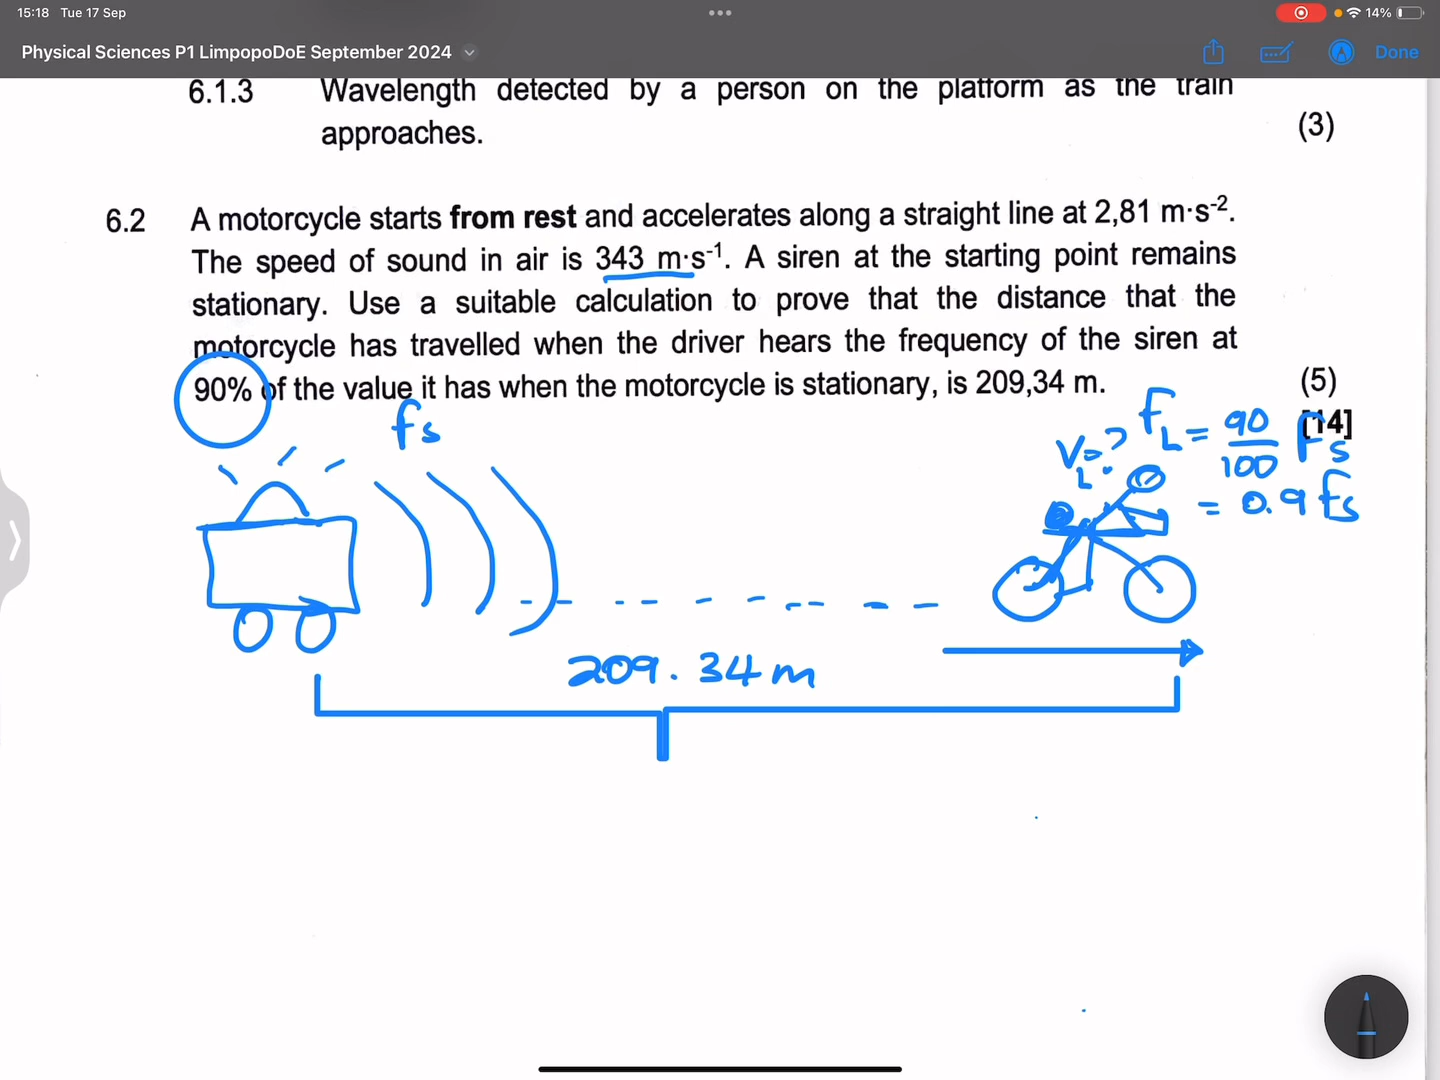 15:18 Tue 17 Sep
14%
Physical Sciences P1 LimpopoDoE September 2024
Done
6.1.3 Wavelength detected by a person on the platform as the train
approaches.
(3)
6.2 A motorcycle starts from rest and accelerates along a straight line at 2,81 m·s⁻².
The speed of sound in air is 343 m·s⁻¹. A siren at the starting point remains
stationary. Use a suitable calculation to prove that the distance that the
motorcycle has travelled when the driver hears the frequency of the siren at
90% of the value it has when the motorcycle is stationary, is 209,34 m.
(5)
[14]
fs
VL = ?
FL = 90/100 Fs
= 0.9 fs
209.34 m